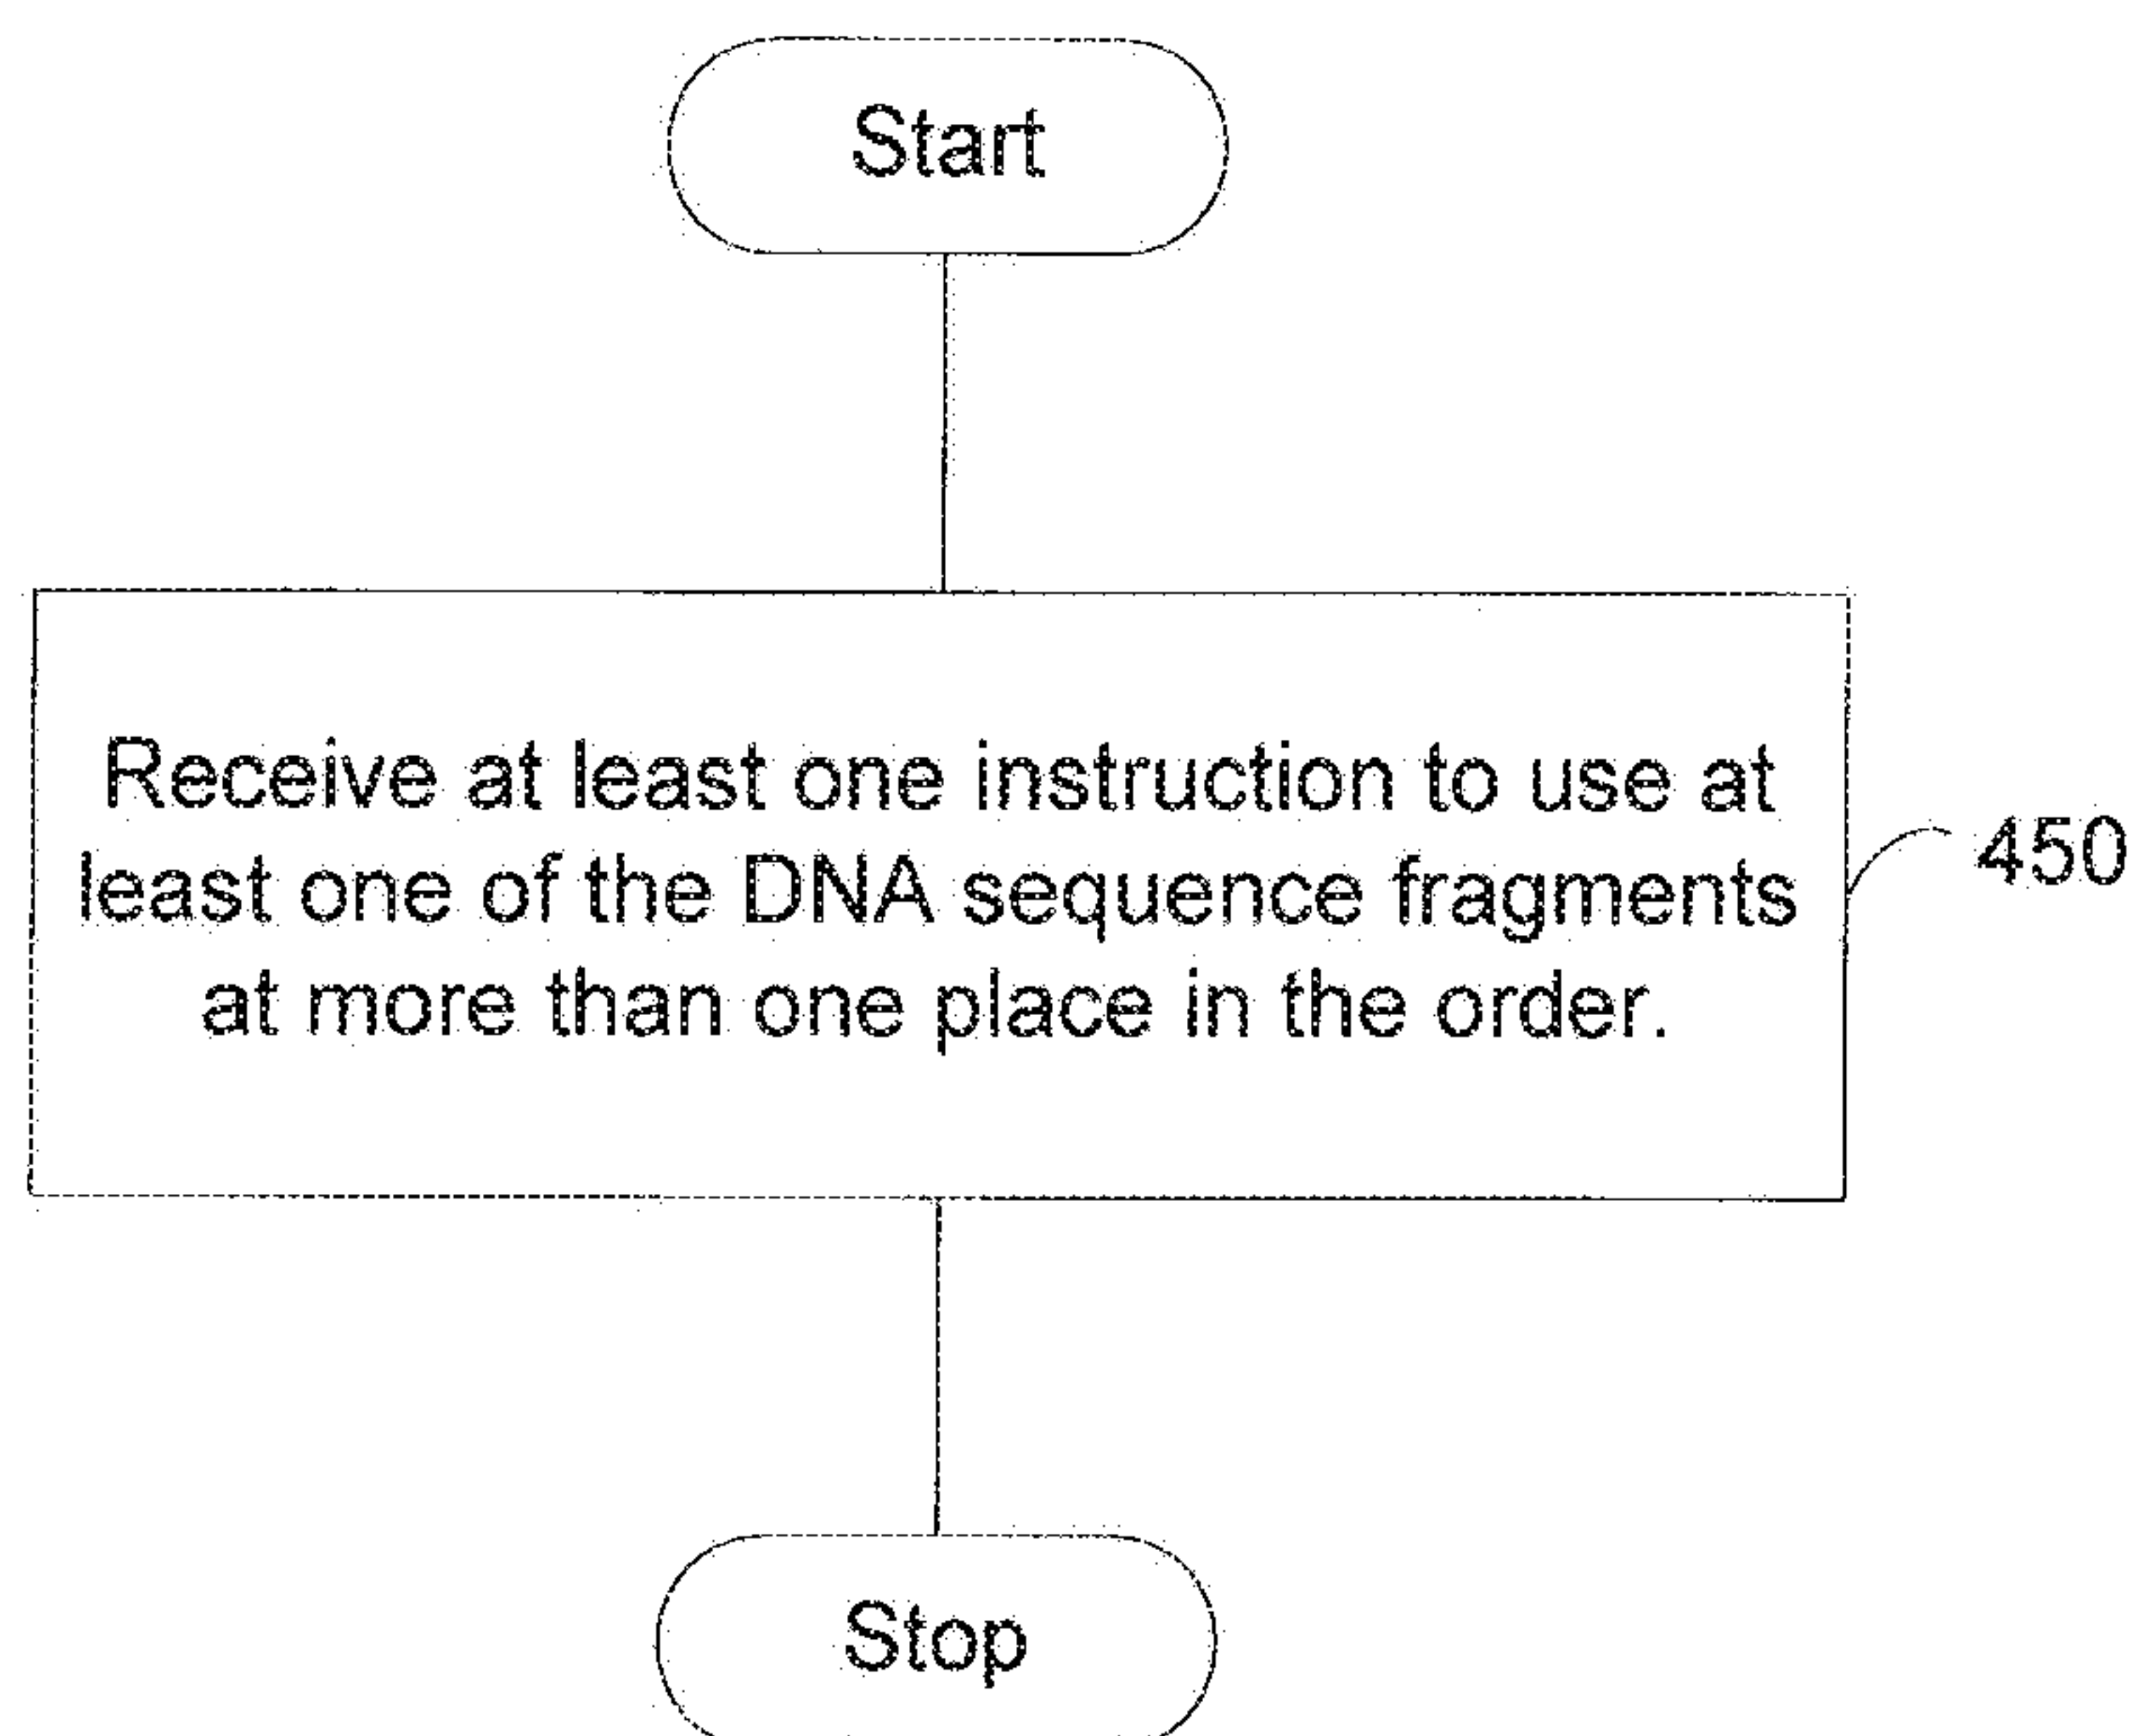 Start
Receive at least one instruction to use at
least one of the DNA sequence fragments
at more than one place in the order.
450
Stop